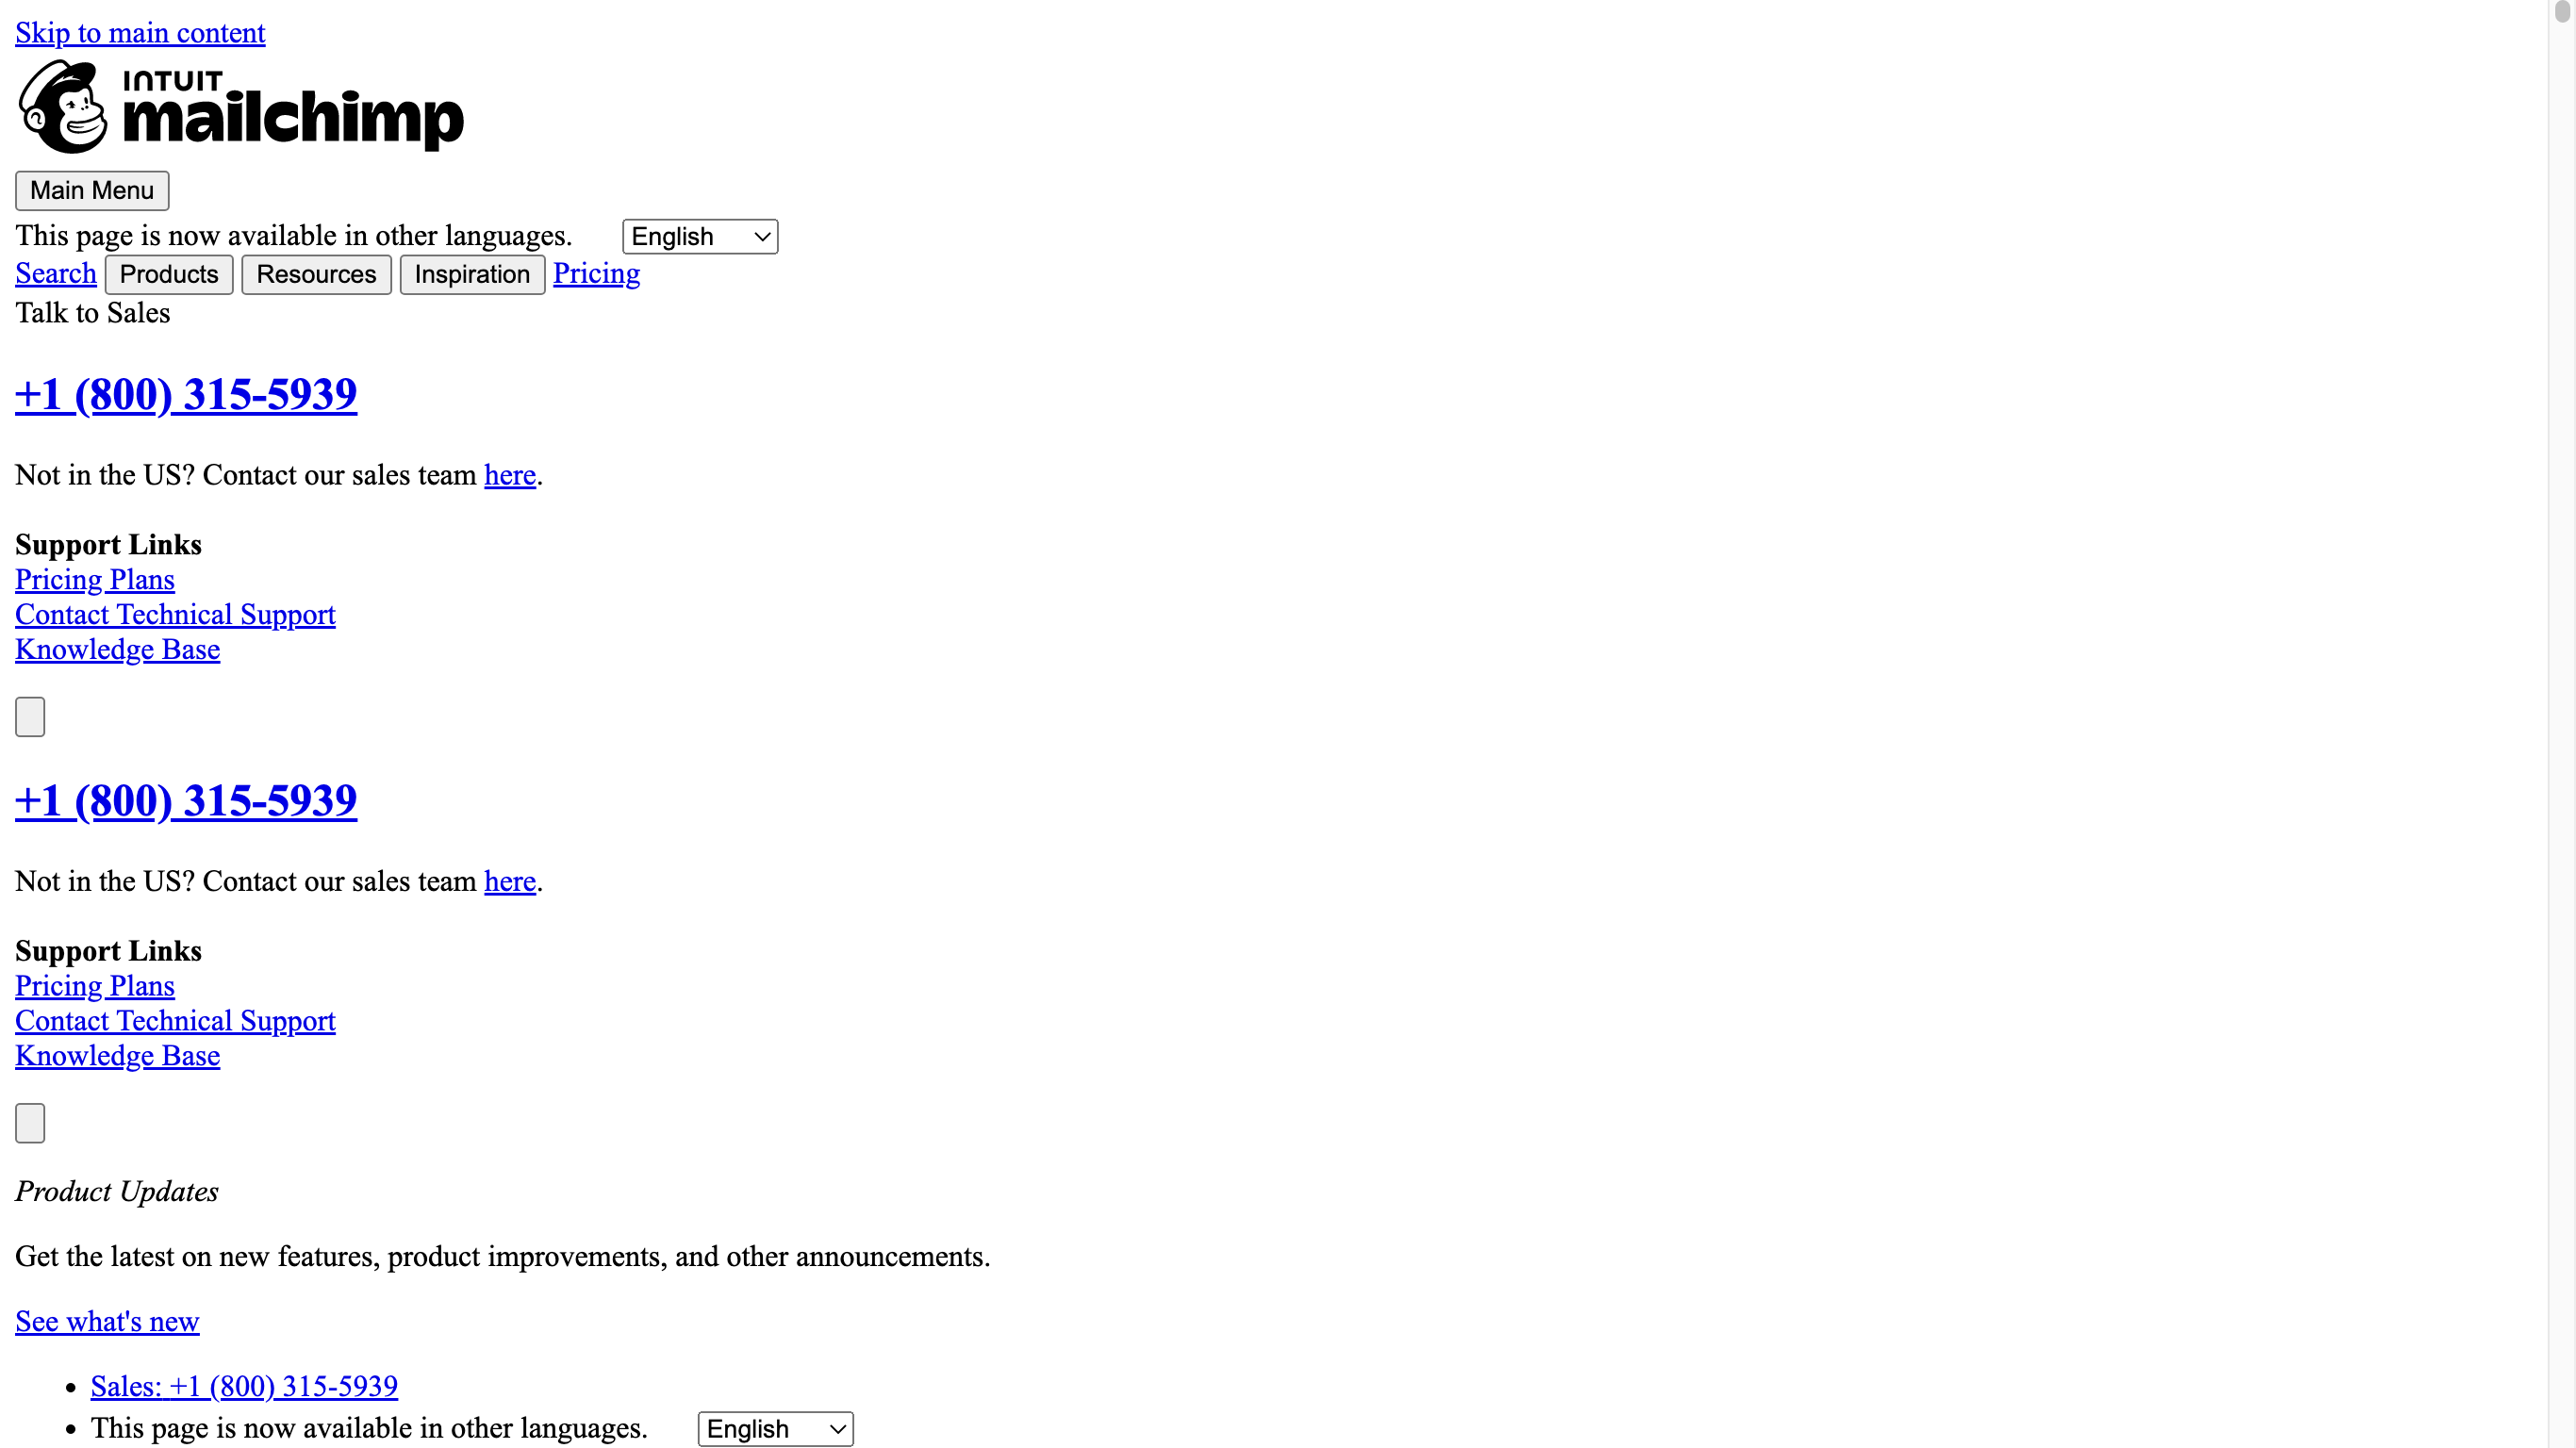 Skip to main content
INTUIT
mailchimp
Main Menu
This page is now available in other languages. English
Search Products Resources Inspiration Pricing
Talk to Sales
+1 (800) 315-5939
Not in the US? Contact our sales team here.
Support Links
Pricing Plans
Contact Technical Support
Knowledge Base
+1 (800) 315-5939
Not in the US? Contact our sales team here.
Support Links
Pricing Plans
Contact Technical Support
Knowledge Base
Product Updates
Get the latest on new features, product improvements, and other announcements.
See what's new
Sales: +1 (800) 315-5939
This page is now available in other languages. English